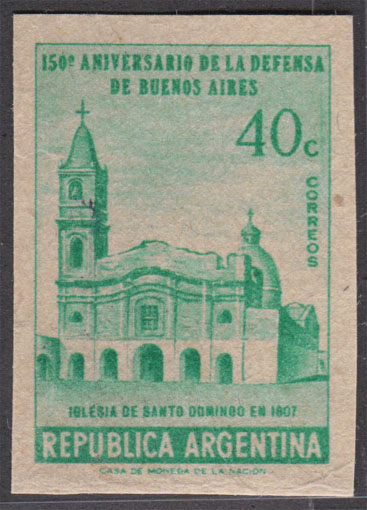 150º ANIVERSARIO DE LA DEFENSA
DE BUENOS AIRES
40c
CORREOS
IGLESIA DE SANTO DOMINGO EN 1807
REPUBLICA ARGENTINA
CASA DE MONEDA DE LA NACION